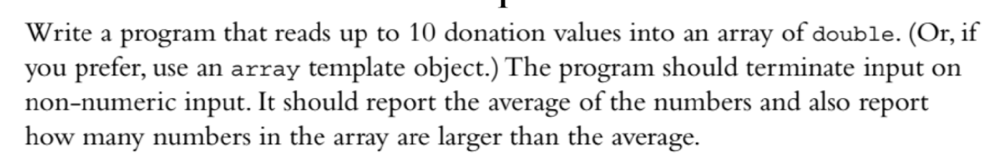 Write a program that reads up to 10 donation values into an array of double. (Or, if
you prefer, use an array template object.) The program should terminate input on
non-numeric input. It should report the average of the numbers and also report
how many numbers in the array are larger than the average.